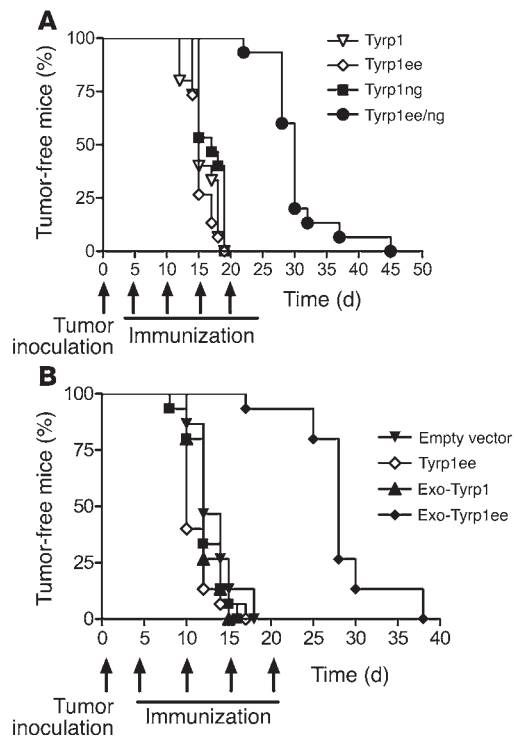 A
Tumor-free mice (%)
100
75
50
25
0
Tyrp1
Tyrp1ee
Tyrp1ng
Tyrp1ee/ng
0 5 10 15 20 25 30 35 40 45 50
Time (d)
Tumor
inoculation
Immunization
B
Tumor-free mice (%)
100
75
50
25
0
Empty vector
Tyrp1ee
Exo-Tyrp1
Exo-Tyrp1ee
0 5 10 15 20 25 30 35 40
Time (d)
Tumor
inoculation
Immunization